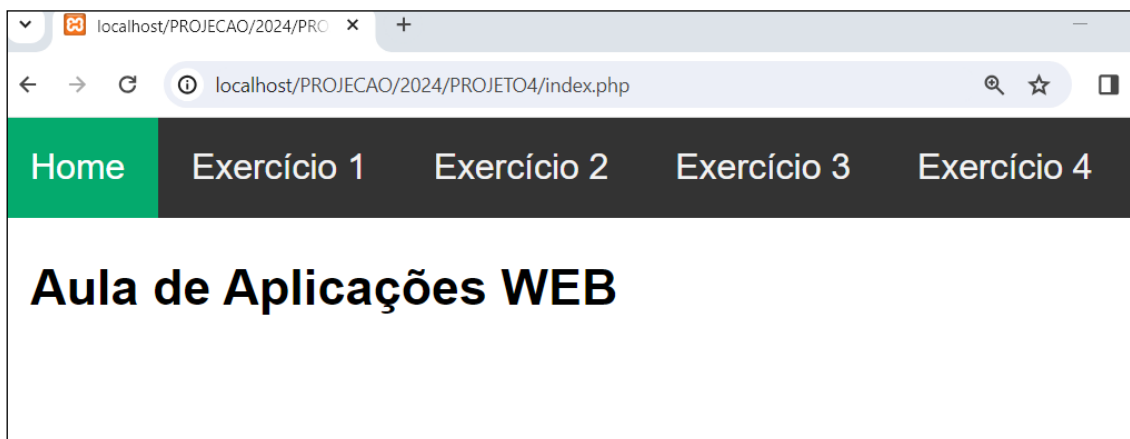 localhost/PROJECAO/2024/PRO
localhost/PROJECAO/2024/PROJETO4/index.php
Home Exercício 1 Exercício 2 Exercício 3 Exercício 4
Aula de Aplicações WEB